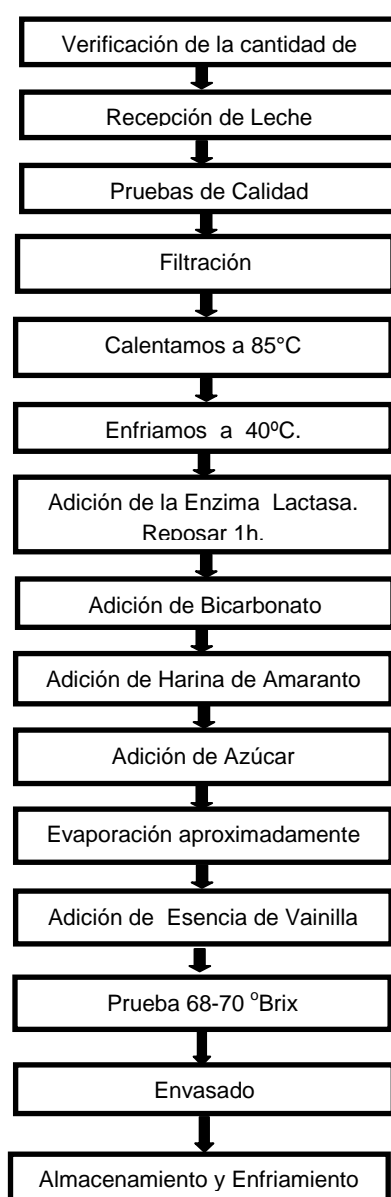 Verificación de la cantidad de
Recepción de Leche
Pruebas de Calidad
Filtración
Calentamos a 85°C
Enfriamos a 40ºC.
Adición de la Enzima Lactasa.
Reposar 1h.
Adición de Bicarbonato
Adición de Harina de Amaranto
Adición de Azúcar
Evaporación aproximadamente
Adición de Esencia de Vainilla
Prueba 68-70 °Brix
Envasado
Almacenamiento y Enfriamiento